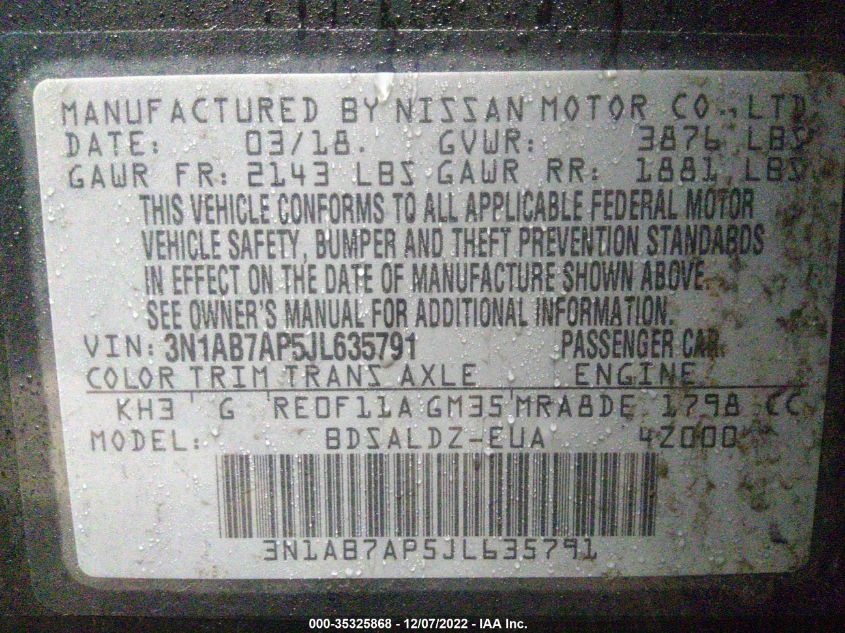 MANUFACTURED BY NISSAN MOTOR CO., LTD
DATE: 03/18. GVWR: 3876 LBS
GAWR FR: 2143 LBS GAWR RR: 1881 LBS
THIS VEHICLE CONFORMS TO ALL APPLICABLE FEDERAL MOTOR
VEHICLE SAFETY, BUMPER AND THEFT PREVENTION STANDARDS
IN EFFECT ON THE DATE OF MANUFACTURE SHOWN ABOVE.
SEE OWNER'S MANUAL FOR ADDITIONAL INFORMATION.
VIN: 3N1AB7AP5JL635791 PASSENGER CAR
COLOR TRIM TRANS AXLE ENGINE
KH3 G RE0F11A GM35 MRA8DE 1798 CC
MODEL: BDSALDZ-EUA 4Z000
3N1AB7AP5JL635791
000-35325868 - 12/07/2022 - IAA Inc.